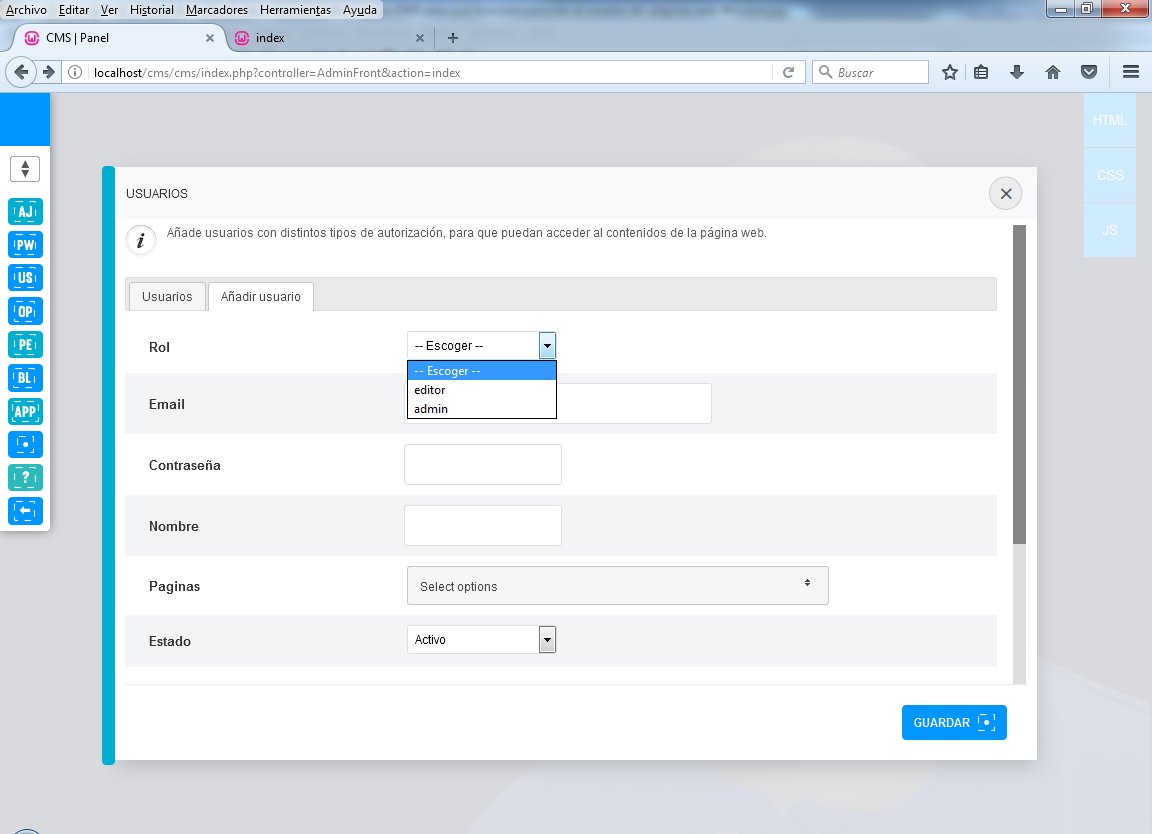 Archivo Editar Ver Historial Marcadores Herramientas Ayuda
CMS | Panel
index
localhost/cms/cms/index.php?controller=AdminFront&action=index
Buscar
HTML
CSS
JS
AJ
PW
US
OP
PE
BL
APP
?
USUARIOS
i
Añade usuarios con distintos tipos de autorización, para que puedan acceder al contenidos de la página web.
Usuarios
Añadir usuario
Rol
-- Escoger --
-- Escoger --
editor
admin
Email
Contraseña
Nombre
Paginas
Select options
Estado
Activo
GUARDAR